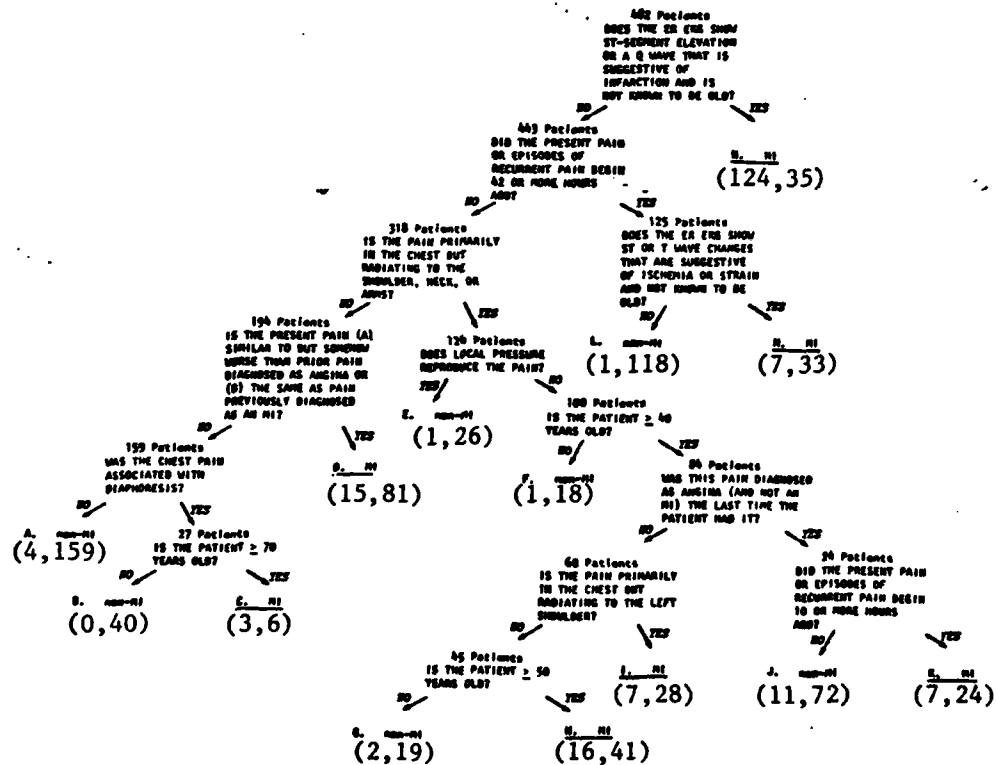 482 Patients
DOES THE ER EKG SHOW
ST-SEGMENT ELEVATION
OR A Q WAVE THAT IS
SUGGESTIVE OF
INFARCTION AND IS
NOT KNOWN TO BE OLD?
NO
YES
443 Patients
DID THE PRESENT PAIN
OR EPISODES OF
RECURRENT PAIN BEGIN
42 OR MORE HOURS
AGO?
MI
(124,35)
NO
YES
318 Patients
IS THE PAIN PRIMARILY
IN THE CHEST BUT
RADIATING TO THE
SHOULDER, NECK, OR
ARMS?
125 Patients
DOES THE ER EKG SHOW
ST OR T WAVE CHANGES
THAT ARE SUGGESTIVE
OF ISCHEMIA OR STRAIN
AND NOT KNOWN TO BE
OLD?
NO
YES
NO
YES
194 Patients
IS THE PRESENT PAIN (A)
SIMILAR TO BUT SOMEHOW
WORSE THAN PRIOR PAIN
DIAGNOSED AS ANGINA OR
(B) THE SAME AS PAIN
PREVIOUSLY DIAGNOSED
AS AN MI?
124 Patients
DOES LOCAL PRESSURE
REPRODUCE THE PAIN?
L. non-MI
(1,118)
MI
(7,33)
YES
NO
E. non-MI
(1,26)
100 Patients
IS THE PATIENT ≥ 40
TEARS OLD?
NO
YES
NO
YES
159 Patients
WAS THE CHEST PAIN
ASSOCIATED WITH
DIAPHORESIS?
D. MI
(15,81)
F. non-MI
(1,18)
84 Patients
WAS THIS PAIN DIAGNOSED
AS ANGINA (AND NOT AN
MI) THE LAST TIME THE
PATIENT HAD IT?
NO
YES
NO
YES
A. non-MI
(4,159)
27 Patients
IS THE PATIENT ≥ 70
YEARS OLD?
NO
YES
B. non-MI
(0,40)
C. MI
(3,6)
60 Patients
IS THE PAIN PRIMARILY
IN THE CHEST BUT
RADIATING TO THE LEFT
SHOULDER?
24 Patients
DID THE PRESENT PAIN
OR EPISODES OF
RECURRENT PAIN BEGIN
10 OR MORE HOURS
AGO?
NO
YES
NO
YES
45 Patients
IS THE PATIENT ≥ 50
YEARS OLD?
I. MI
(7,28)
J. non-MI
(11,72)
MI
(7,24)
NO
YES
G. non-MI
(2,19)
H. MI
(16,41)